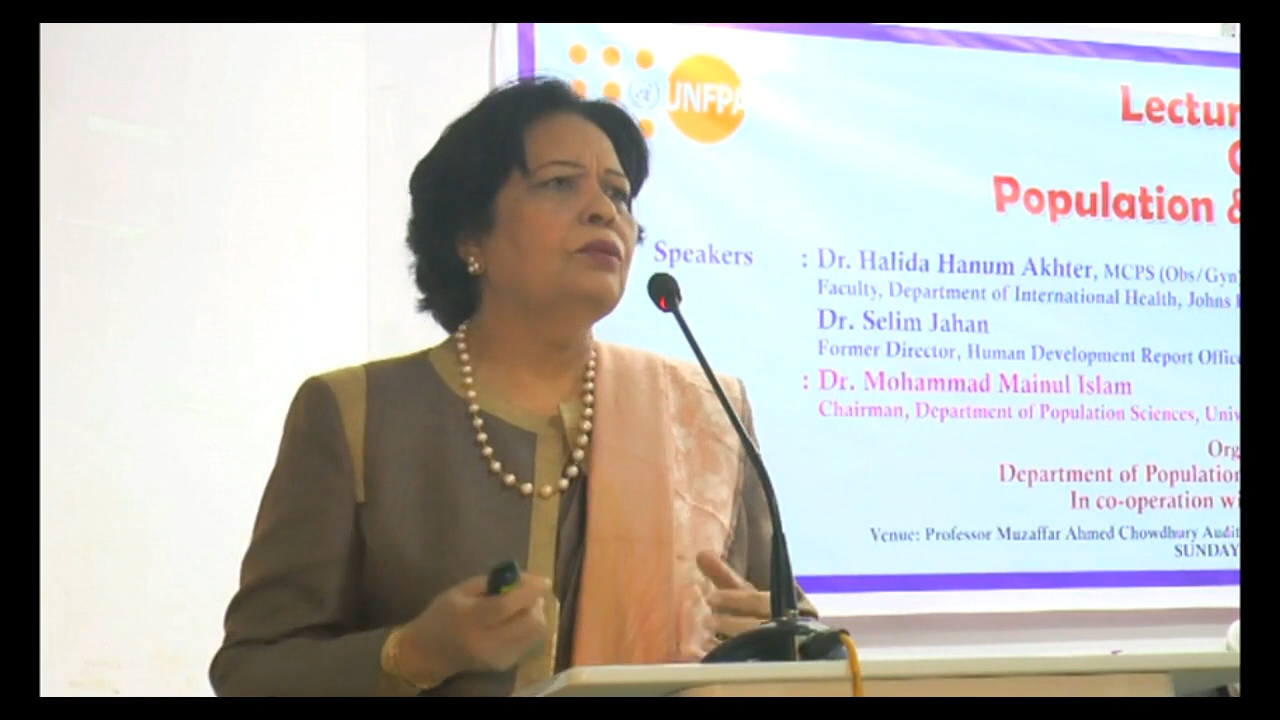 UNFPA
Lectur
Population &
Speakers : Dr. Halida Hanum Akhter, MCPS (Obs/Gyn)
Faculty, Department of International Health, Johns
Dr. Selim Jahan
Former Director, Human Development Report Office
: Dr. Mohammad Mainul Islam
Chairman, Department of Population Sciences, Univ
Org
Department of Population
In co-operation wi
Venue: Professor Muzaffar Ahmed Chowdhury Audit
SUNDAY